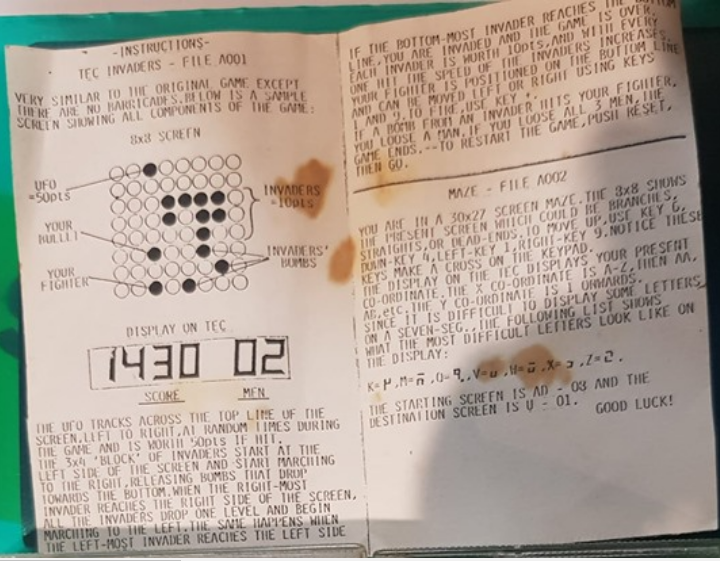 -INSTRUCTIONS-
TEC INVADERS - FILE A001
VERY SIMILAR TO THE ORIGINAL GAME EXCEPT
THERE ARE NO BARRICADES.BELOW IS A SAMPLE
SCREEN SHOWING ALL COMPONENTS OF THE GAME:
8x8 SCREEN
UFO
=50pts
INVADERS
=10pts
YOUR
BULLET
INVADERS'
BOMBS
YOUR
FIGHTER
DISPLAY ON TEC
1430 02
SCORE MEN
THE UFO TRACKS ACROSS THE TOP LINE OF THE
SCREEN,LEFT TO RIGHT,AT RANDOM TIMES DURING
THE GAME AND IS WORTH 50pts IF HIT.
THE 3x4 'BLOCK' OF INVADERS START AT THE
LEFT SIDE OF THE SCREEN AND START MARCHING
TO THE RIGHT,RELEASING BOMBS THAT DROP
TOWARDS THE BOTTOM.WHEN THE RIGHT-MOST
INVADER REACHES THE RIGHT SIDE OF THE SCREEN,
ALL THE INVADERS DROP ONE LEVEL AND BEGIN
MARCHING TO THE LEFT.THE SAME HAPPENS WHEN
THE LEFT-MOST INVADER REACHES THE LEFT SIDE
IF THE BOTTOM-MOST INVADER REACHES THE BOTTOM
LINE,YOU ARE INVADED AND THE GAME IS OVER.
EACH INVADER IS WORTH 10pts,AND WITH EVERY
ONE HIT THE SPEED OF THE INVADERS INCREASES.
YOUR FIGHTER IS POSITIONED ON THE BOTTOM LINE
AND CAN BE MOVED LEFT OR RIGHT USING KEYS
1 AND 9.TO FIRE,USE KEY '+'.
IF A BOMB FROM AN INVADER HITS YOUR FIGHTER,
YOU LOOSE A MAN.IF YOU LOOSE ALL 3 MEN,THE
GAME ENDS.--TO RESTART THE GAME,PUSH RESET,
THEN GO.
MAZE - FILE A002
YOU ARE IN A 30x27 SCREEN MAZE.THE 8x8 SHOWS
THE PRESENT SCREEN WHICH COULD BE BRANCHES,
STRAIGHTS,OR DEAD-ENDS.TO MOVE UP,USE KEY 6,
DOWN-KEY 4,LEFT-KEY 1,RIGHT-KEY 9.NOTICE THESE
KEYS MAKE A CROSS ON THE KEYPAD.
THE DISPLAY ON THE TEC DISPLAYS YOUR PRESENT
CO-ORDINATE.THE X CO-ORDINATE IS A-Z,THEN AA,
AB,etc.THE Y CO-ORDINATE IS 1 ONWARDS.
SINCE IT IS DIFFICULT TO DISPLAY SOME LETTERS
ON A SEVEN-SEG.,THE FOLLOWING LIST SHOWS
WHAT THE MOST DIFFICULT LETTERS LOOK LIKE ON
THE DISPLAY:
THE STARTING SCREEN IS AD - 03 AND THE
DESTINATION SCREEN IS Q - 01. GOOD LUCK!